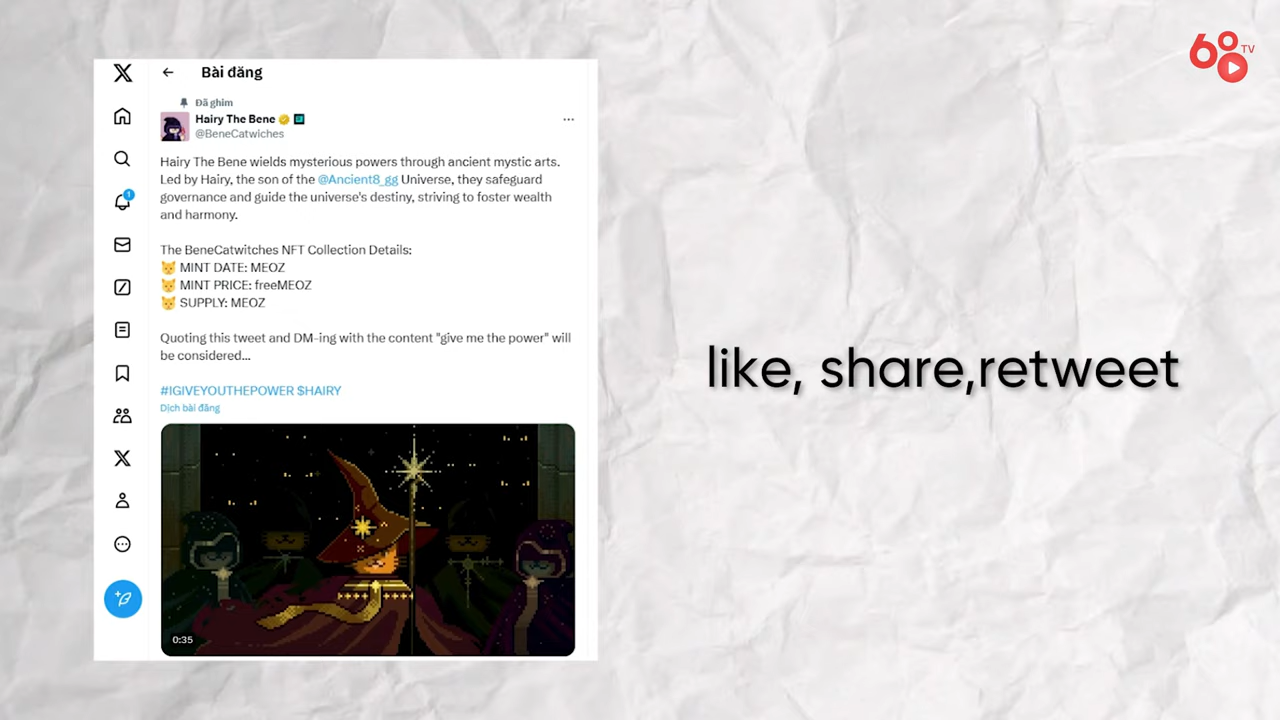 Bài đăng
Đã ghim
Hairy The Bene
@BeneCatwiches
Hairy The Bene wields mysterious powers through ancient mystic arts.
Led by Hairy, the son of the @Ancient8_gg Universe, they safeguard
governance and guide the universe's destiny, striving to foster wealth
and harmony.
The BeneCatwitches NFT Collection Details:
MINT DATE: MEOZ
MINT PRICE: freeMEOZ
SUPPLY: MEOZ
Quoting this tweet and DM-ing with the content "give me the power" will
be considered...
#IGIVEYOUTHEPOWER $HAIRY
Dịch bài đăng
0:35
1
like, share,retweet
68 TV